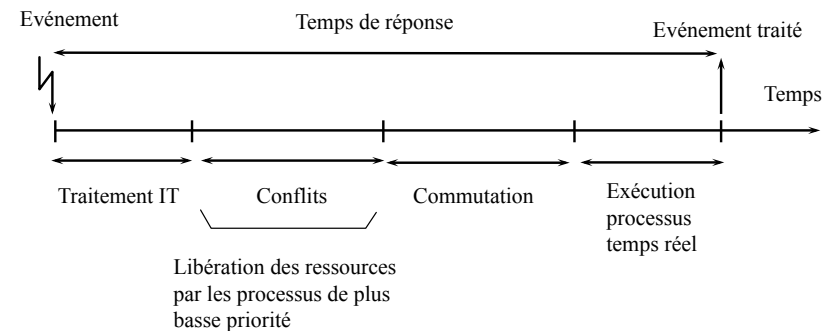 Evénement
Temps de réponse
Evénement traité
Temps
Traitement IT
Conflits
Commutation
Exécution
processus
temps réel
Libération des ressources
par les processus de plus
basse priorité